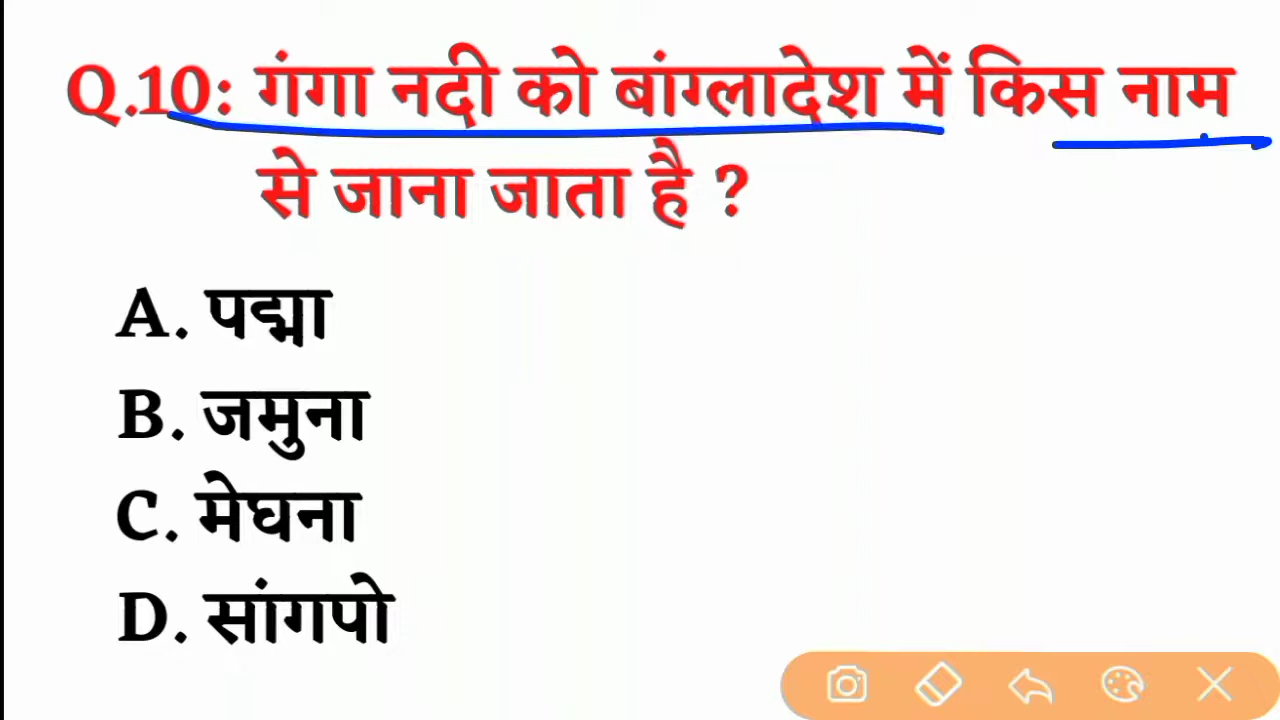 Q.10: गंगा नदी को बांग्लादेश में किस नाम
से जाना जाता है ?
A. पद्मा
B. जमुना
C. मेघना
D. सांगपो